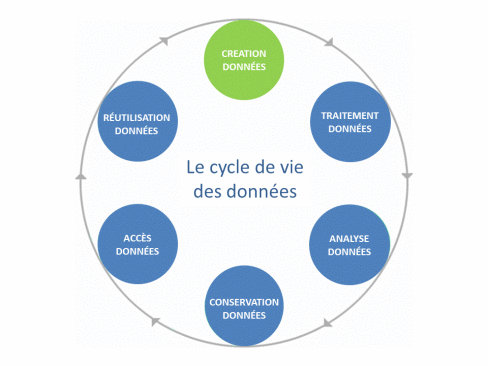 CREATION
DONNÉES
TRAITEMENT
DONNÉES
ANALYSE
DONNÉES
CONSERVATION
DONNÉES
ACCÈS
DONNÉES
RÉUTILISATION
DONNÉES
Le cycle de vie
des données